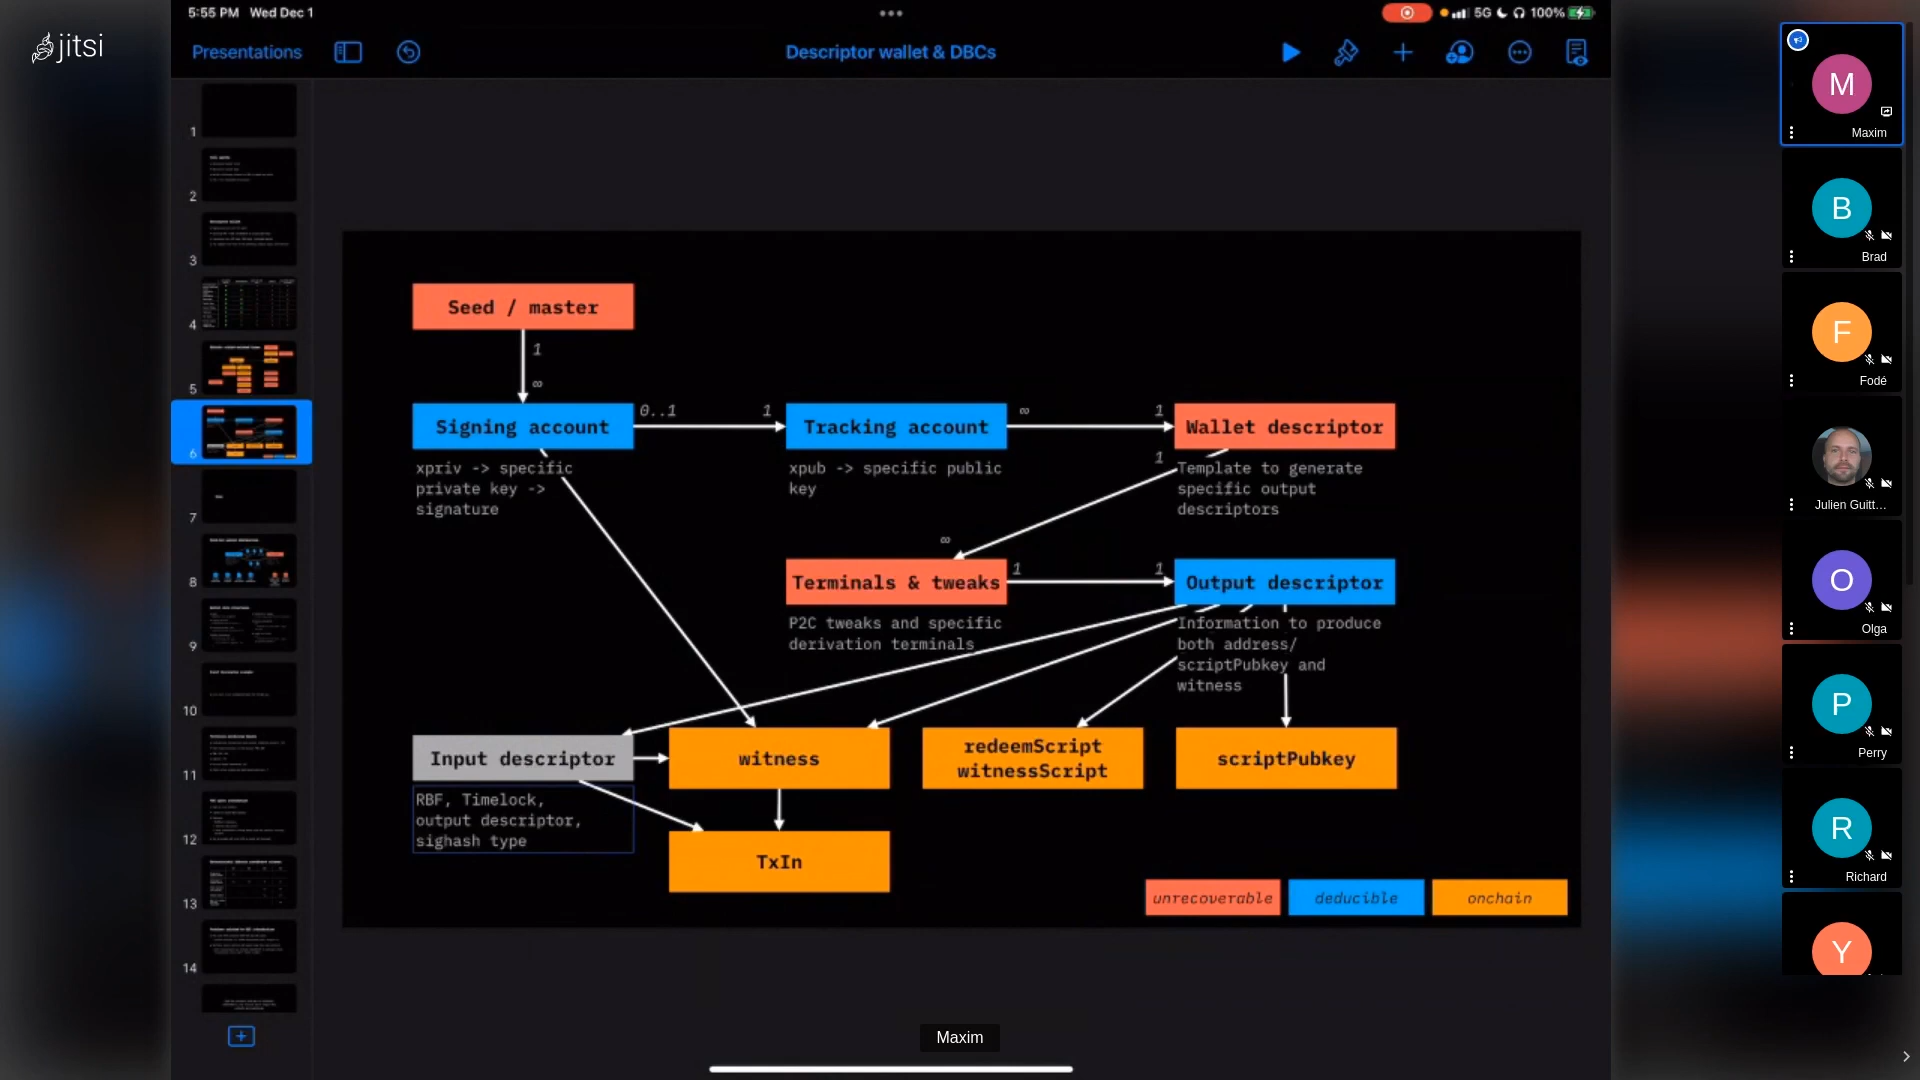 jitsi
5:55 PM Wed Dec 1
5G 100%
Presentations
Descriptor wallet & DBCs
1
2
3
4
5
6
7
8
9
10
11
12
13
14
Seed / master
1
∞
Signing account
0..1
1
Tracking account
∞
1
Wallet descriptor
xpriv -> specific
private key ->
signature
xpub -> specific public
key
1
Template to generate
specific output
descriptors
∞
Terminals & tweaks
1
1
Output descriptor
P2C tweaks and specific
derivation terminals
Information to produce
both address/
scriptPubkey and
witness
Input descriptor
witness
redeemScript
witnessScript
scriptPubkey
RBF, Timelock,
output descriptor,
sighash type
TxIn
unrecoverable
deducible
onchain
Maxim
M
Maxim
B
Brad
F
Fodé
Julien Guitt...
O
Olga
P
Perry
R
Richard
Y